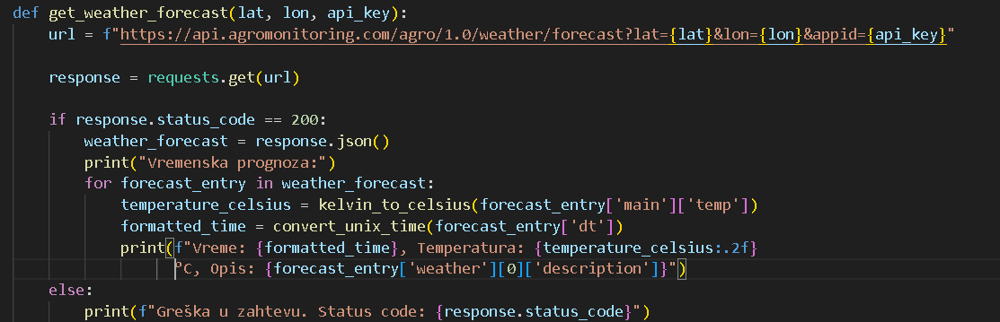 def get_weather_forecast(lat, lon, api_key):
    url = f"https://api.agromonitoring.com/agro/1.0/weather/forecast?lat={lat}&lon={lon}&appid={api_key}"
    response = requests.get(url)
    if response.status_code == 200:
        weather_forecast = response.json()
        print("Vremenska prognoza:")
        for forecast_entry in weather_forecast:
            temperature_celsius = kelvin_to_celsius(forecast_entry['main']['temp'])
            formatted_time = convert_unix_time(forecast_entry['dt'])
            print(f"Vreme: {formatted_time}, Temperatura: {temperature_celsius:.2f}
                  °C, Opis: {forecast_entry['weather'][0]['description']}")
    else:
        print(f"Greška u zahtevu. Status code: {response.status_code}")